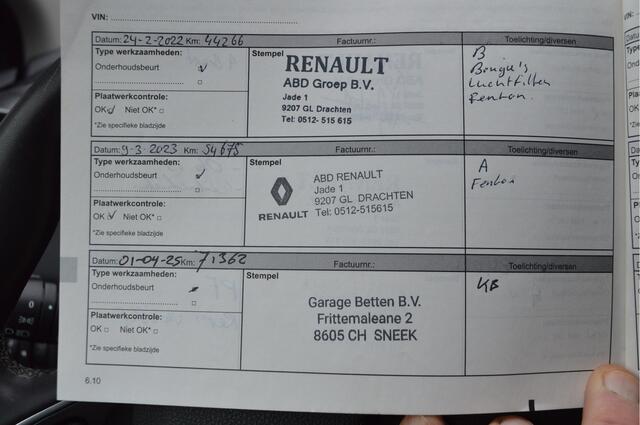 VIN:
Datum: 24-2-2022 Km: 44266 Factuurnr.: Toelichting/diversen
Type werkzaamheden:
Onderhoudsbeurt
Plaatwerkcontrole:
OK Niet OK*
*Zie specifieke bladzijde
Stempel
RENAULT
ABD Groep B.V.
Jade 1
9207 GL Drachten
Tel: 0512- 515 615
B
Bougie's
Luchtfilter
Datum: 9-3-2023 Km: 54675 Factuurnr.: Toelichting/diversen
Type werkzaamheden:
Onderhoudsbeurt
Plaatwerkcontrole:
OK Niet OK*
*Zie specifieke bladzijde
Stempel
RENAULT
ABD RENAULT
Jade 1
9207 GL DRACHTEN
Tel: 0512-515615
A
Datum: 01-04-25 Km: 71362 Factuurnr.: Toelichting/diversen
Type werkzaamheden:
Onderhoudsbeurt
Plaatwerkcontrole:
OK Niet OK*
*Zie specifieke bladzijde
Stempel
Garage Betten B.V.
Frittemaleane 2
8605 CH SNEEK
KB
6.10